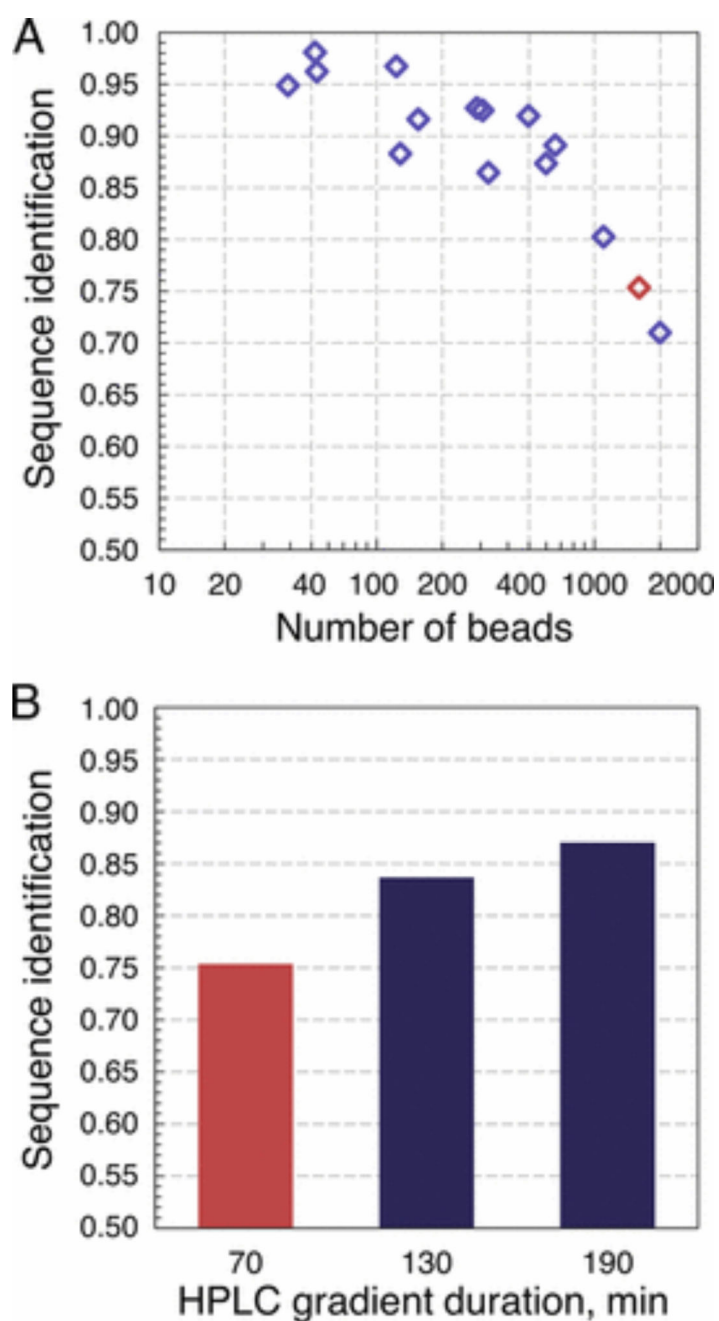 A
Sequence identification
1.00
0.95
0.90
0.85
0.80
0.75
0.70
0.65
0.60
0.55
0.50
10 20 40 100 200 400 1000 2000
Number of beads
B
Sequence identification
1.00
0.95
0.90
0.85
0.80
0.75
0.70
0.65
0.60
0.55
0.50
70 130 190
HPLC gradient duration, min